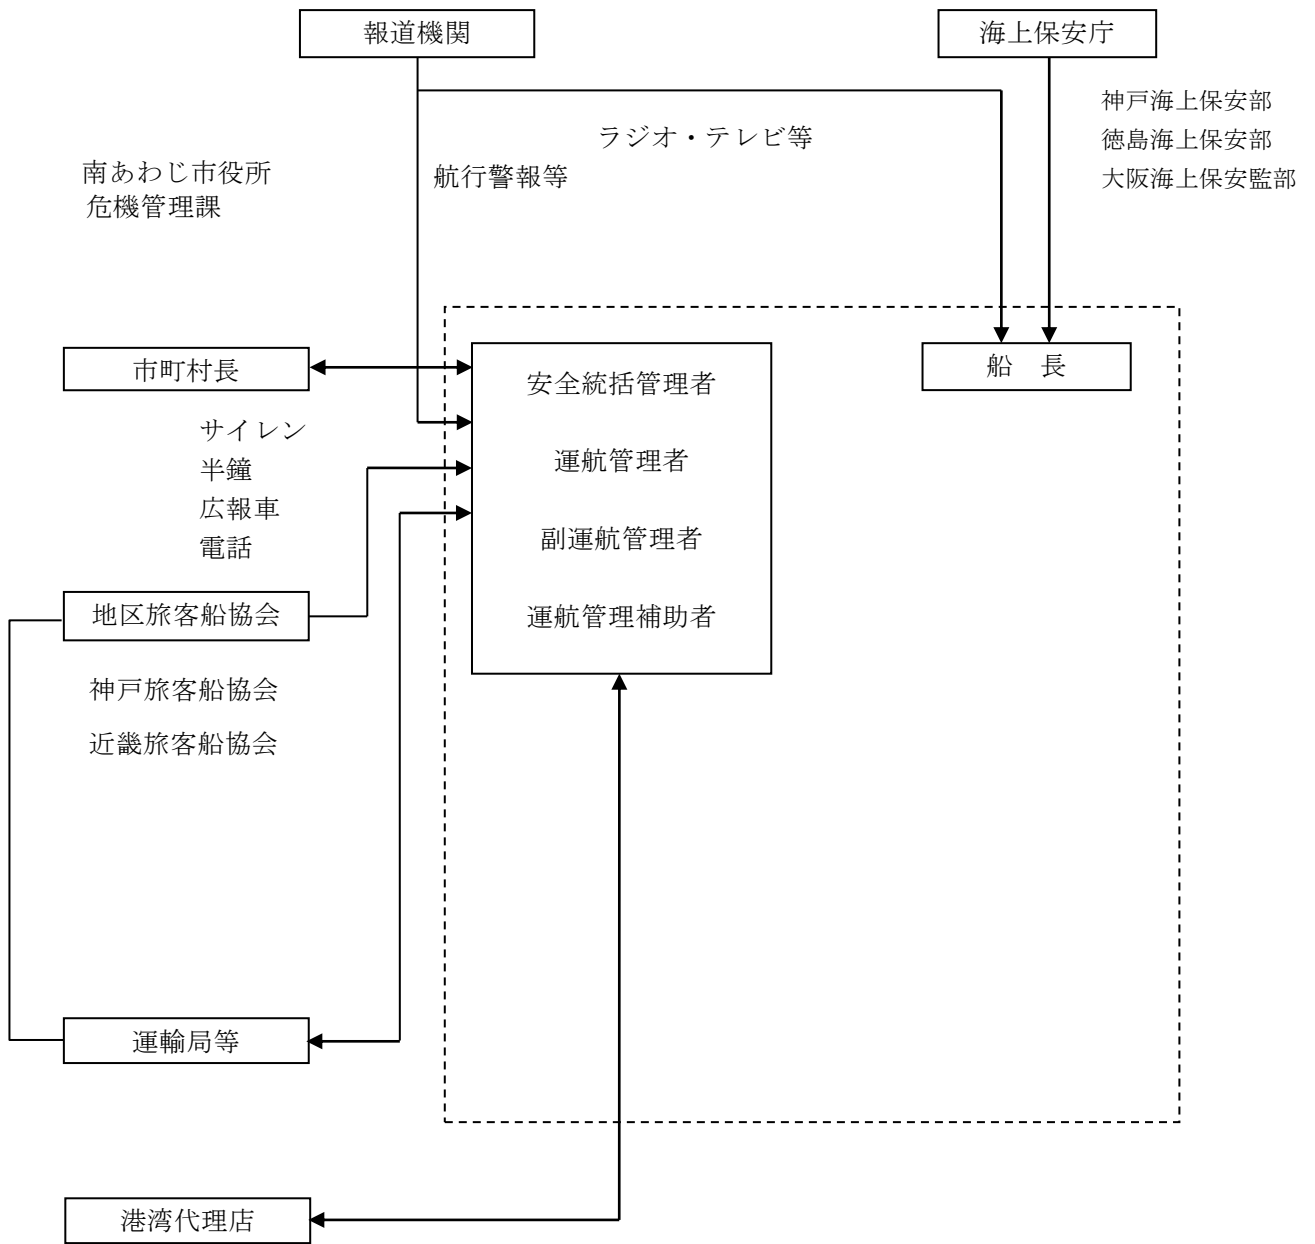 報道機関
海上保安庁
神戸海上保安部
徳島海上保安部
大阪海上保安監部
ラジオ・テレビ等
航行警報等
南あわじ市役所
危機管理課
市町村長
サイレン
半鐘
広報車
電話
安全統括管理者
運航管理者
副運航管理者
運航管理補助者
船　長
地区旅客船協会
神戸旅客船協会
近畿旅客船協会
運輸局等
港湾代理店